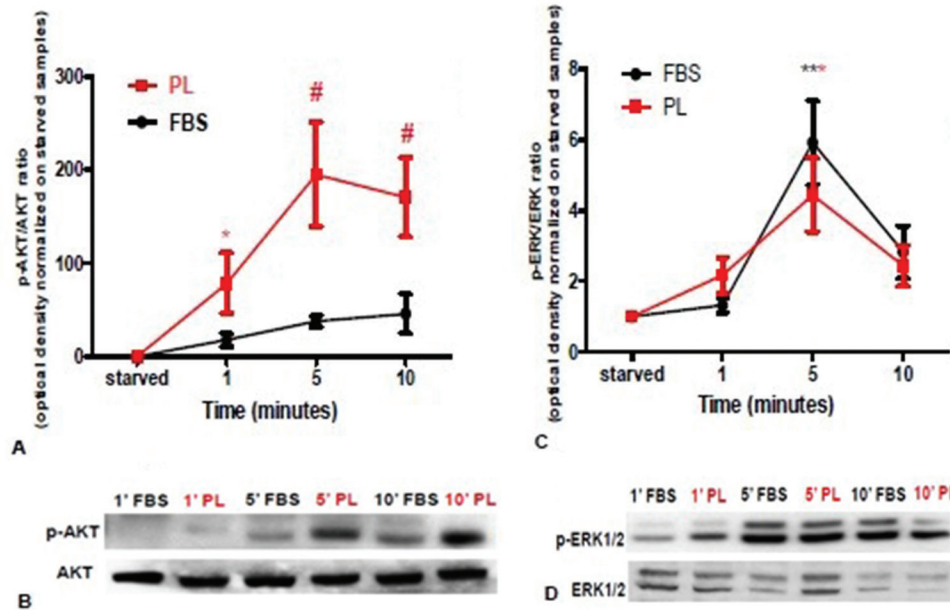 p-AKT/AKT ratio
(optical density normalized on starved samples)
300
200
100
0
PL
FBS
*
#
#
starved 1 5 10
Time (minutes)
A
p-ERK/ERK ratio
(optical density normalized on starved samples)
8
6
4
2
0
FBS
PL
***
starved 1 5 10
Time (minutes)
C
1' FBS 1' PL 5' FBS 5' PL 10' FBS 10' PL
p-AKT
AKT
B
1' FBS 1' PL 5' FBS 5' PL 10' FBS 10' PL
p-ERK1/2
ERK1/2
D